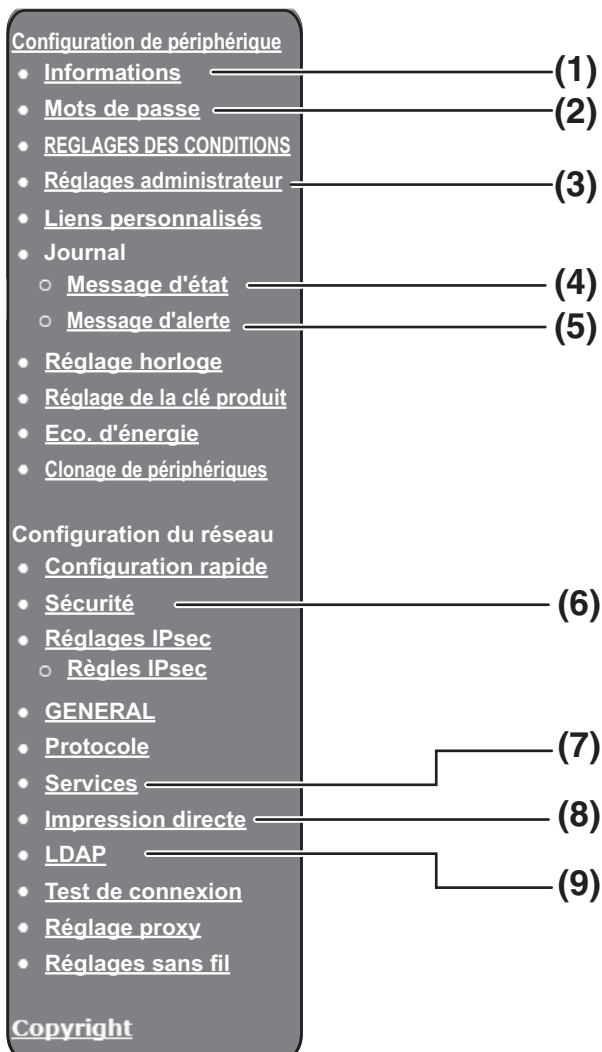 Configuration de périphérique
Informations (1)
Mots de passe (2)
REGLAGES DES CONDITIONS
Réglages administrateur (3)
Liens personnalisés
Journal
Message d'état (4)
Message d'alerte (5)
Réglage horloge
Réglage de la clé produit
Eco. d'énergie
Clonage de périphériques
Configuration du réseau
Configuration rapide
Sécurité (6)
Réglages IPsec
Règles IPsec
GENERAL
Protocole
Services (7)
Impression directe (8)
LDAP (9)
Test de connexion
Réglage proxy
Réglages sans fil
Copyright